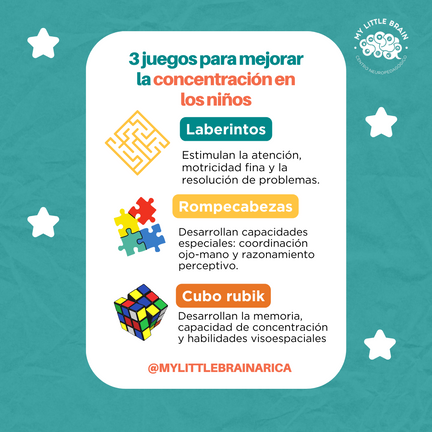 MY LITTLE BRAIN
3 juegos para mejorar
la concentración en
los niños
Laberintos
Estimulan la atención,
motricidad fina y la
resolución de problemas.
Rompecabezas
Desarrollan capacidades
especiales: coordinación
ojo-mano y razonamiento
perceptivo.
Cubo rubik
Desarrollan la memoria,
capacidad de concentración
y habilidades visoespaciales
@MYLITTLEBRAINARICA